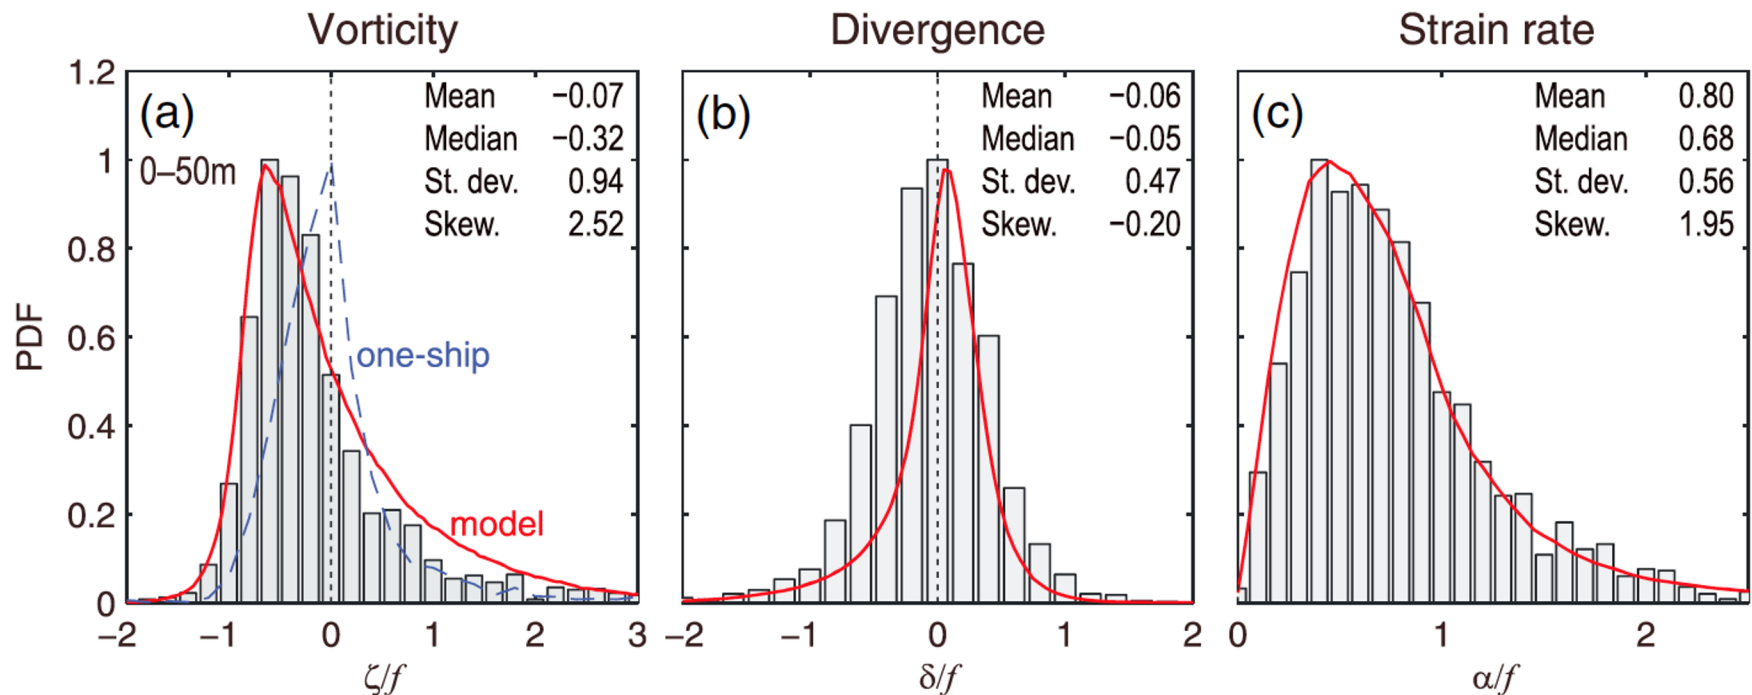 Vorticity
Divergence
Strain rate
PDF
1.2
1
0.8
0.6
0.4
0.2
0
(a)
0–50m
Mean −0.07
Median −0.32
St. dev. 0.94
Skew. 2.52
one-ship
model
−2 −1 0 1 2 3
ζ/f
(b)
Mean −0.06
Median −0.05
St. dev. 0.47
Skew. −0.20
−2 −1 0 1 2
δ/f
(c)
Mean 0.80
Median 0.68
St. dev. 0.56
Skew. 1.95
0 1 2
α/f